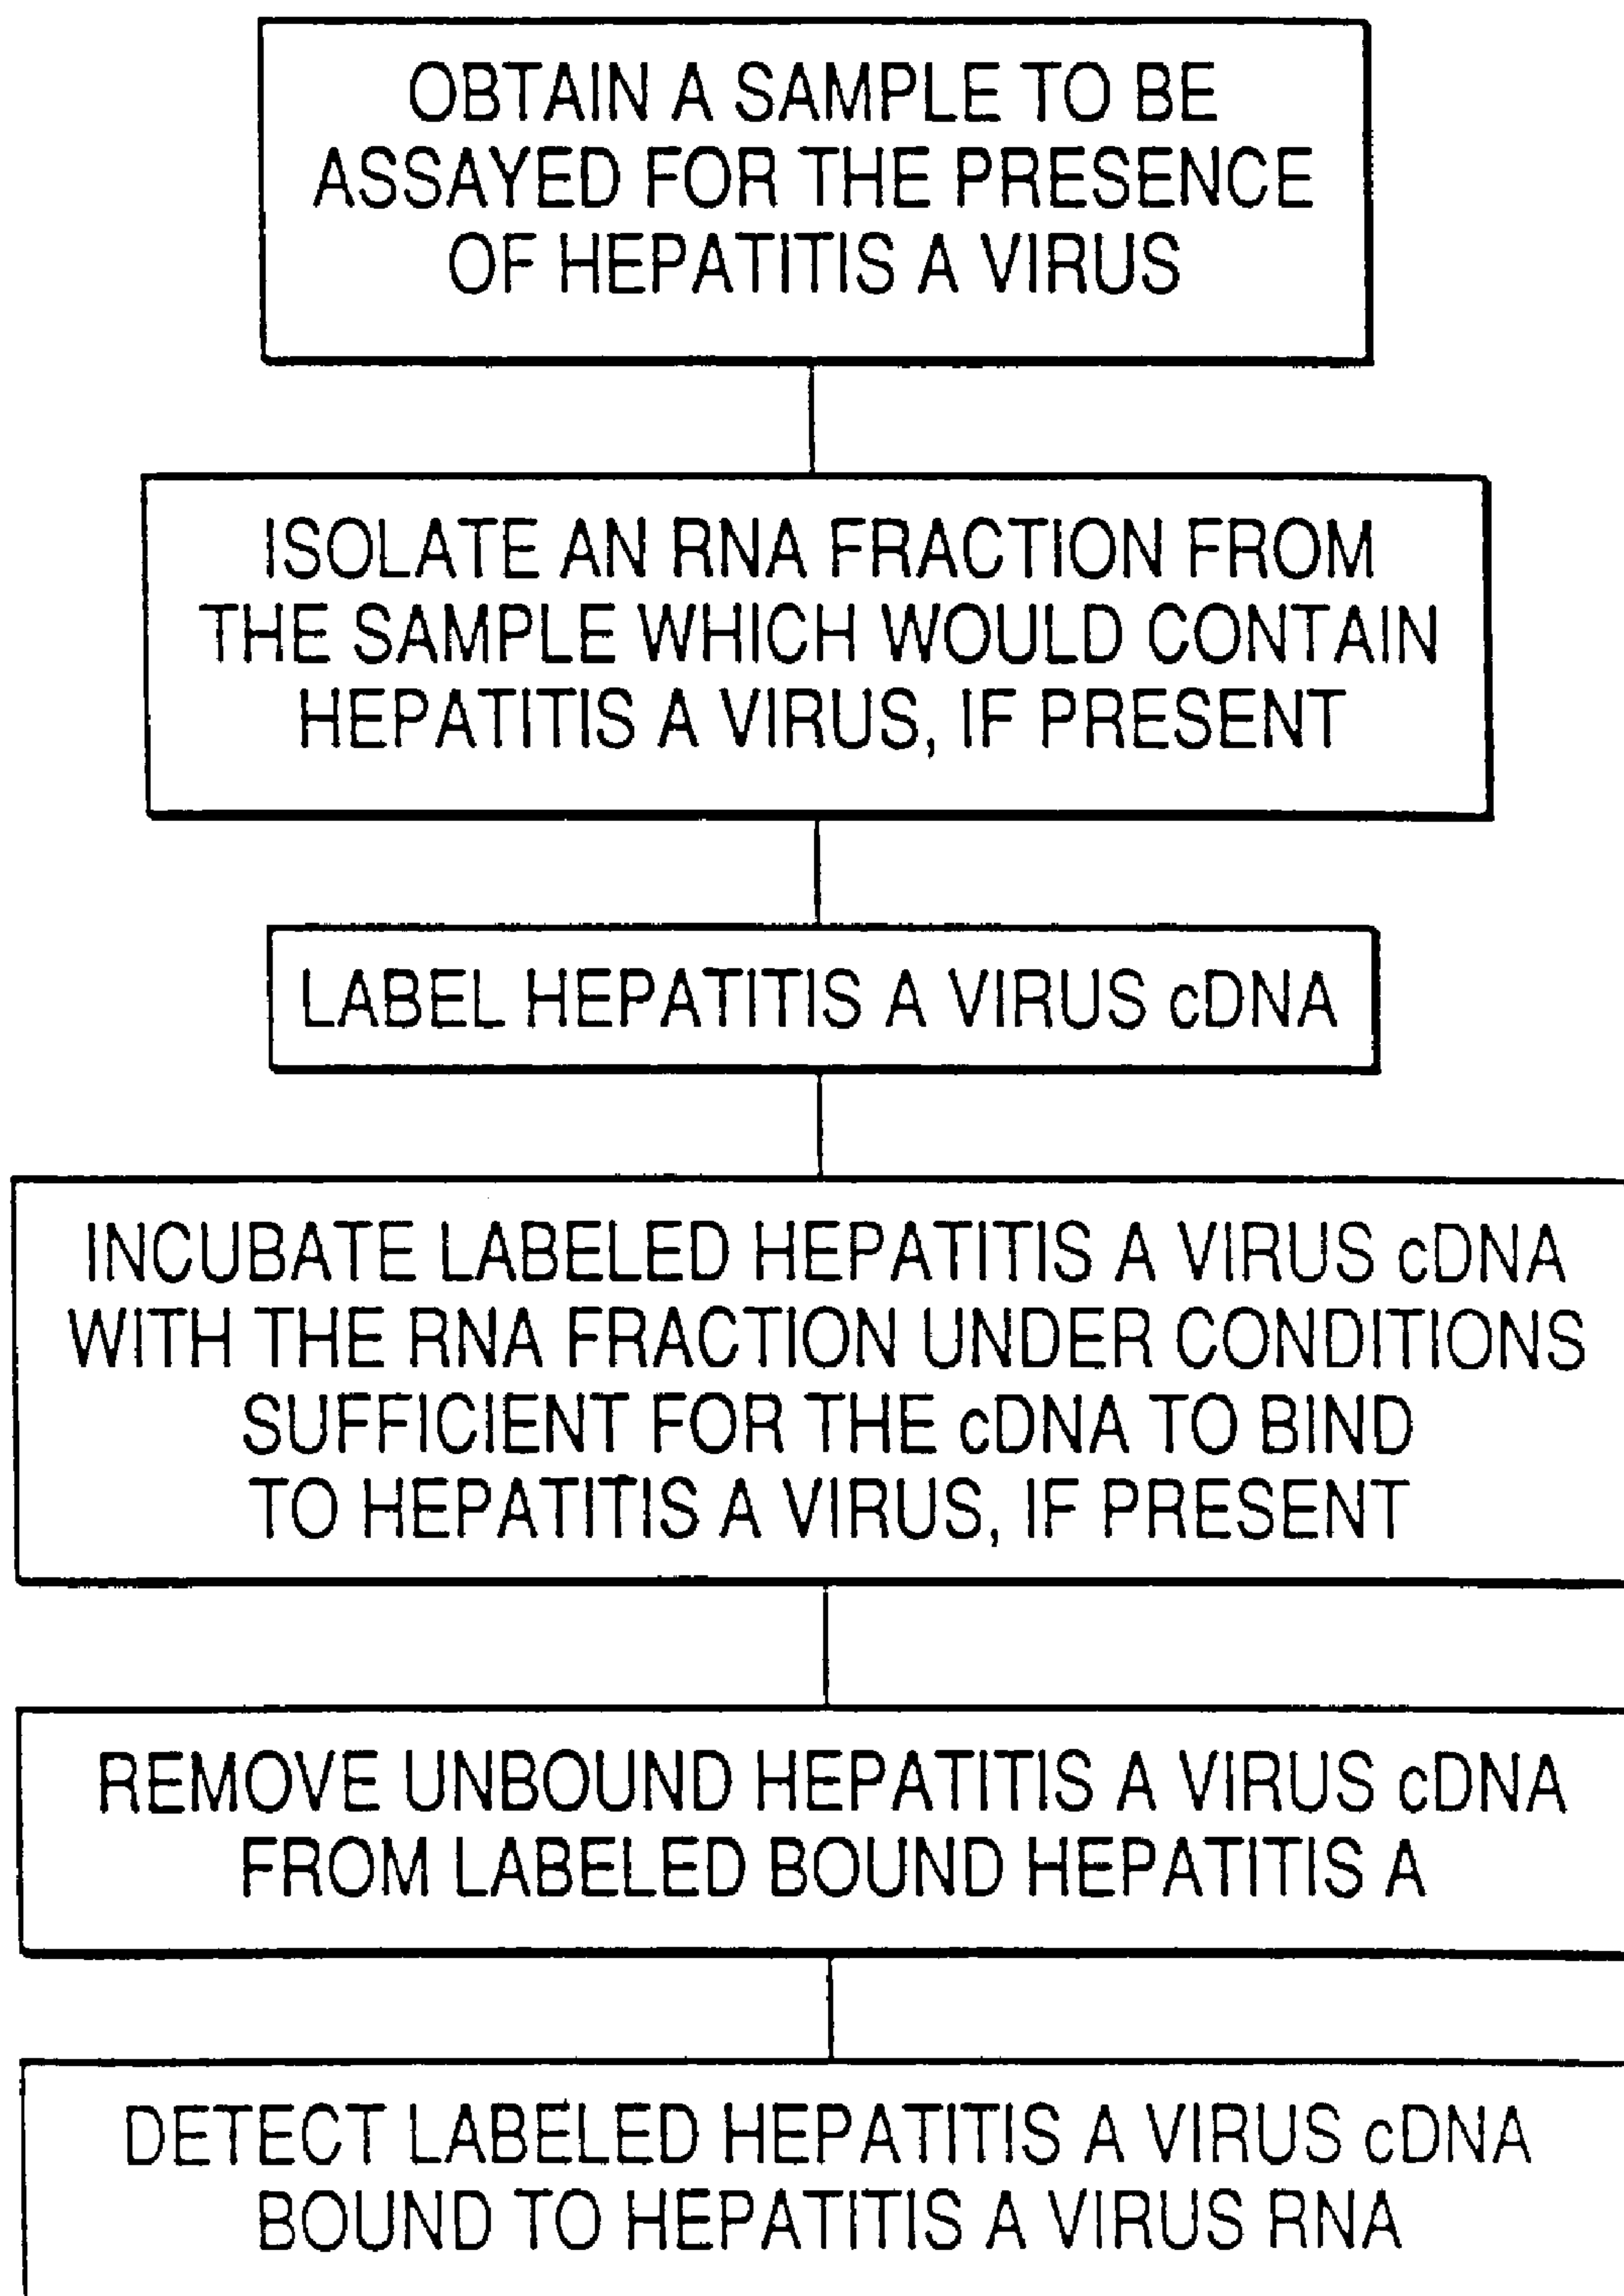 OBTAIN A SAMPLE TO BE
ASSAYED FOR THE PRESENCE
OF HEPATITIS A VIRUS
ISOLATE AN RNA FRACTION FROM
THE SAMPLE WHICH WOULD CONTAIN
HEPATITIS A VIRUS, IF PRESENT
LABEL HEPATITIS A VIRUS cDNA
INCUBATE LABELED HEPATITIS A VIRUS cDNA
WITH THE RNA FRACTION UNDER CONDITIONS
SUFFICIENT FOR THE cDNA TO BIND
TO HEPATITIS A VIRUS, IF PRESENT
REMOVE UNBOUND HEPATITIS A VIRUS cDNA
FROM LABELED BOUND HEPATITIS A
DETECT LABELED HEPATITIS A VIRUS cDNA
BOUND TO HEPATITIS A VIRUS RNA